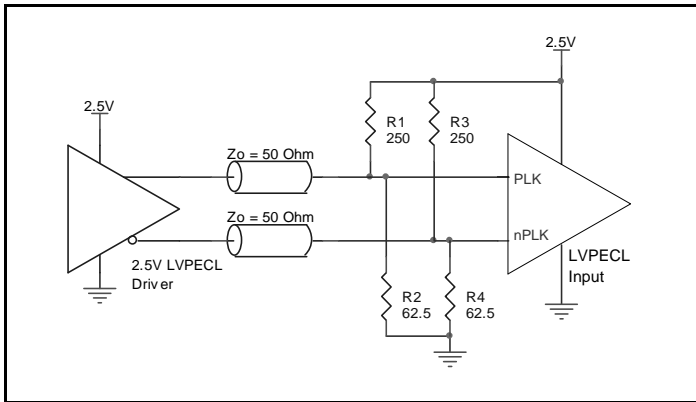 2.5V
2.5V
R1
250
R3
250
Zo = 50 Ohm
PLK
Zo = 50 Ohm
nPLK
2.5V LVPECL
Driver
LVPECL
Input
R2
62.5
R4
62.5